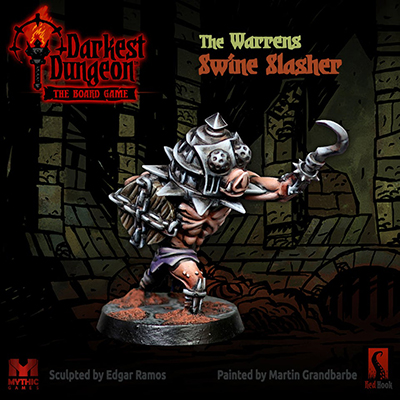 Darkest
Dungeon
THE BOARD GAME
The Warrens
Swine Slasher
MYTHIC
GAMES
Sculpted by Edgar Ramos
Painted by Martin Grandbarbe
Red Book